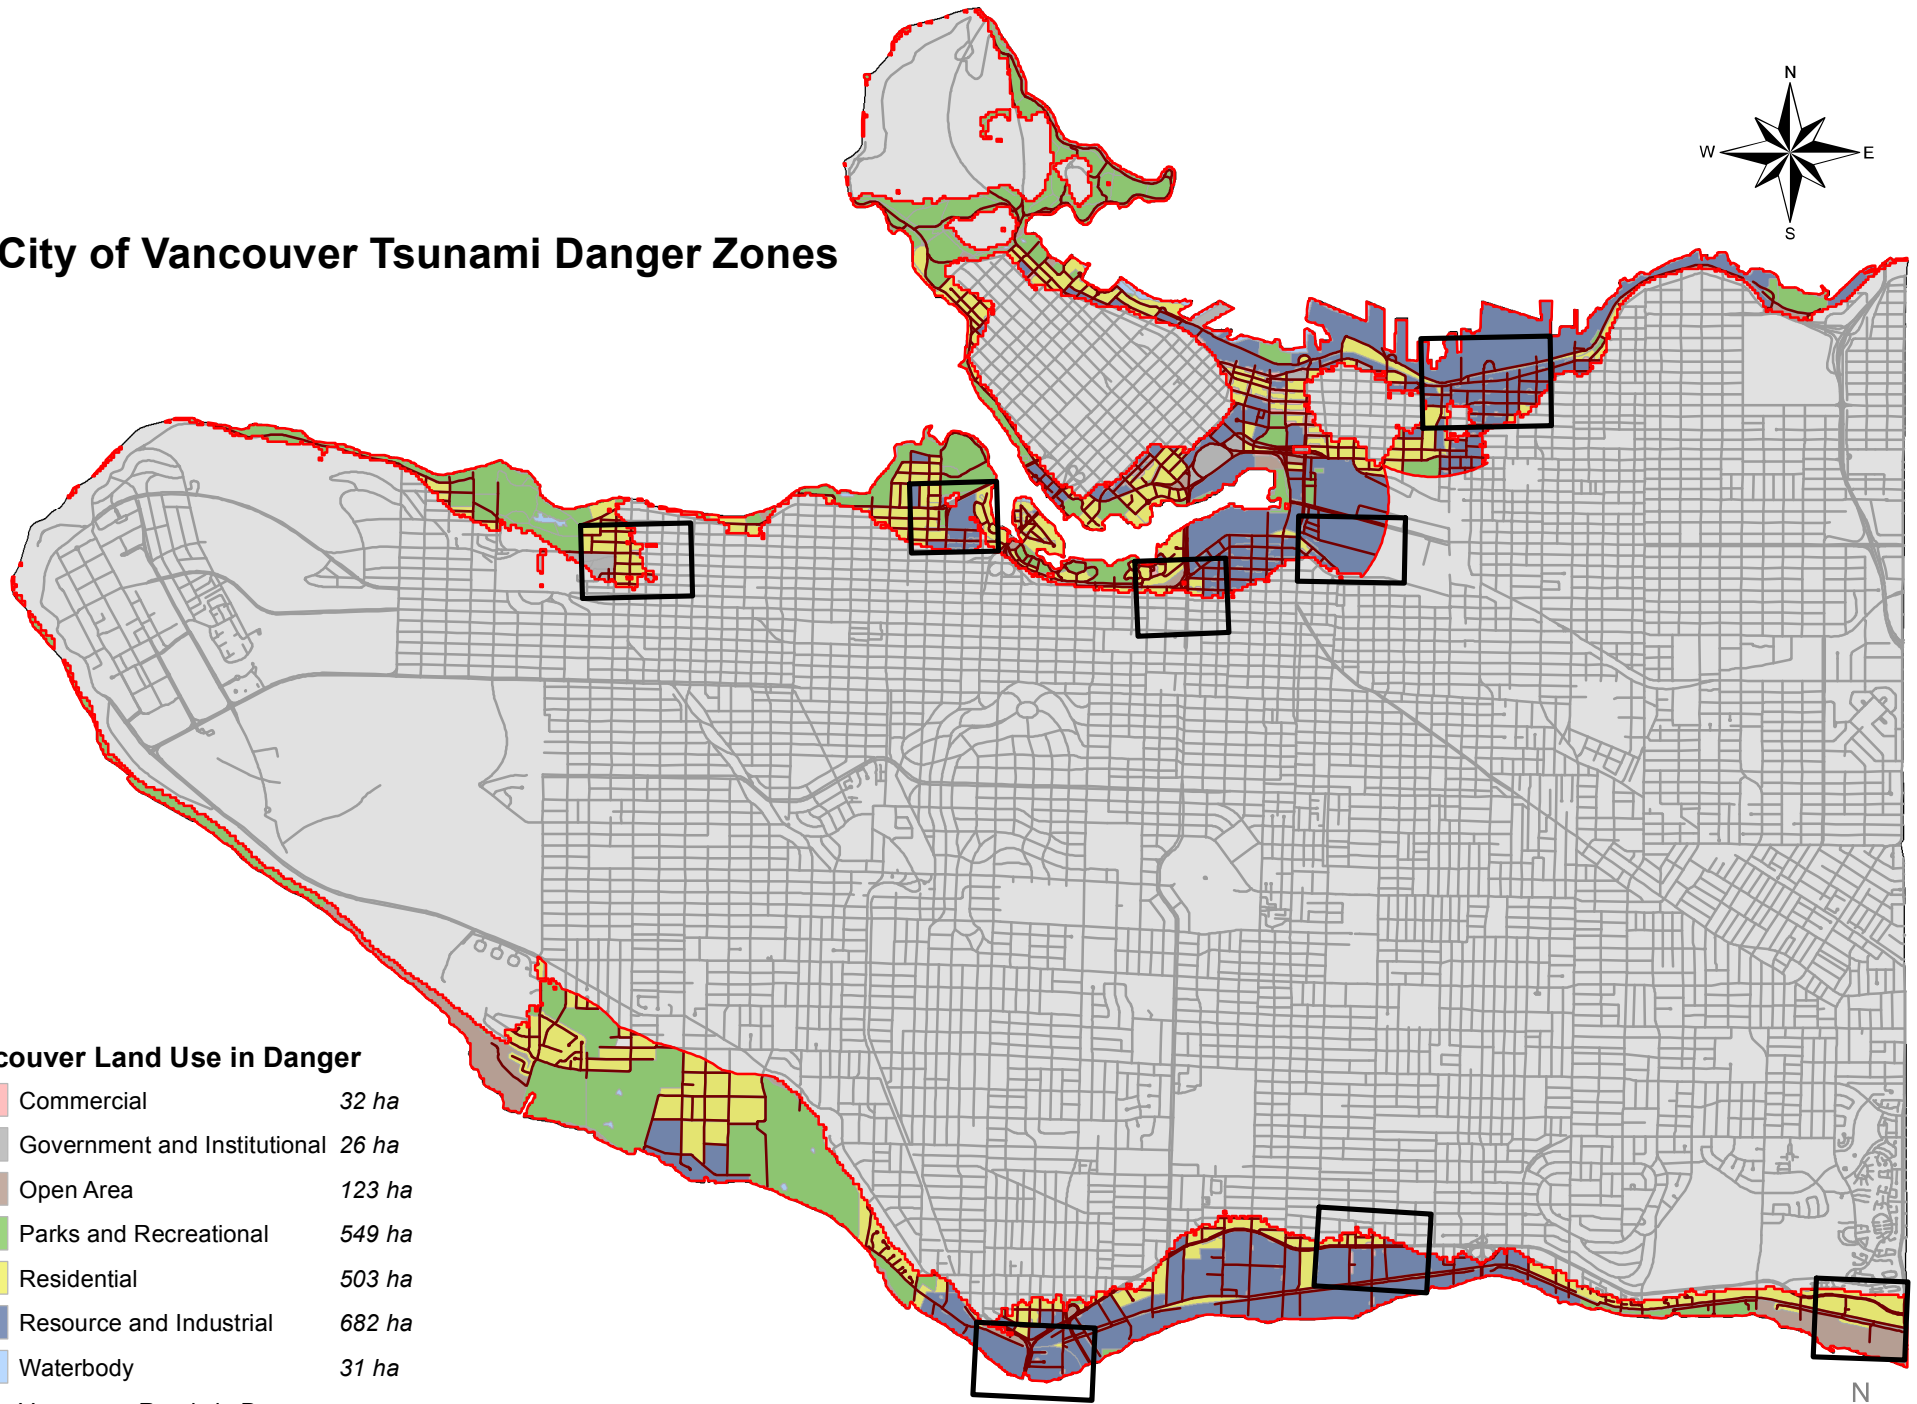 N
W E
S
City of Vancouver Tsunami Danger Zones
couver Land Use in Danger
Commercial 32 ha
Government and Institutional 26 ha
Open Area 123 ha
Parks and Recreational 549 ha
Residential 503 ha
Resource and Industrial 682 ha
Waterbody 31 ha
N